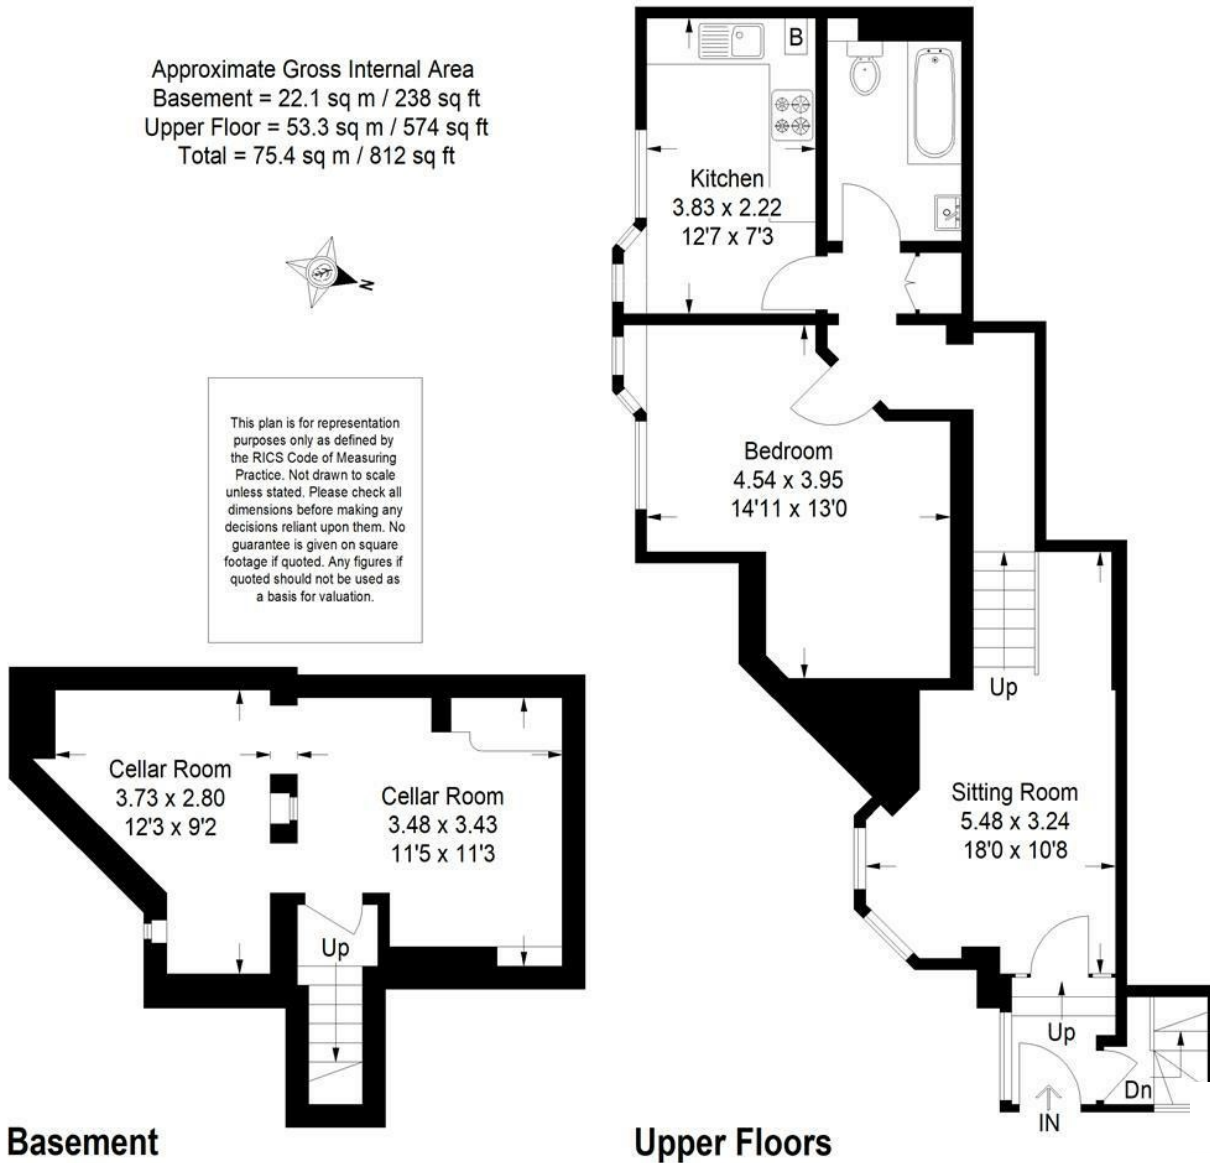 Approximate Gross Internal Area
Basement = 22.1 sq m / 238 sq ft
Upper Floor = 53.3 sq m / 574 sq ft
Total = 75.4 sq m / 812 sq ft
N
This plan is for representation
purposes only as defined by
the RICS Code of Measuring
Practice. Not drawn to scale
unless stated. Please check all
dimensions before making any
decisions reliant upon them. No
guarantee is given on square
footage if quoted. Any figures if
quoted should not be used as
a basis for valuation.
B
Kitchen
3.83 x 2.22
12'7 x 7'3
Bedroom
4.54 x 3.95
14'11 x 13'0
Up
Sitting Room
5.48 x 3.24
18'0 x 10'8
Up
Dn
IN
Cellar Room
3.73 x 2.80
12'3 x 9'2
Cellar Room
3.48 x 3.43
11'5 x 11'3
Up
Basement
Upper Floors